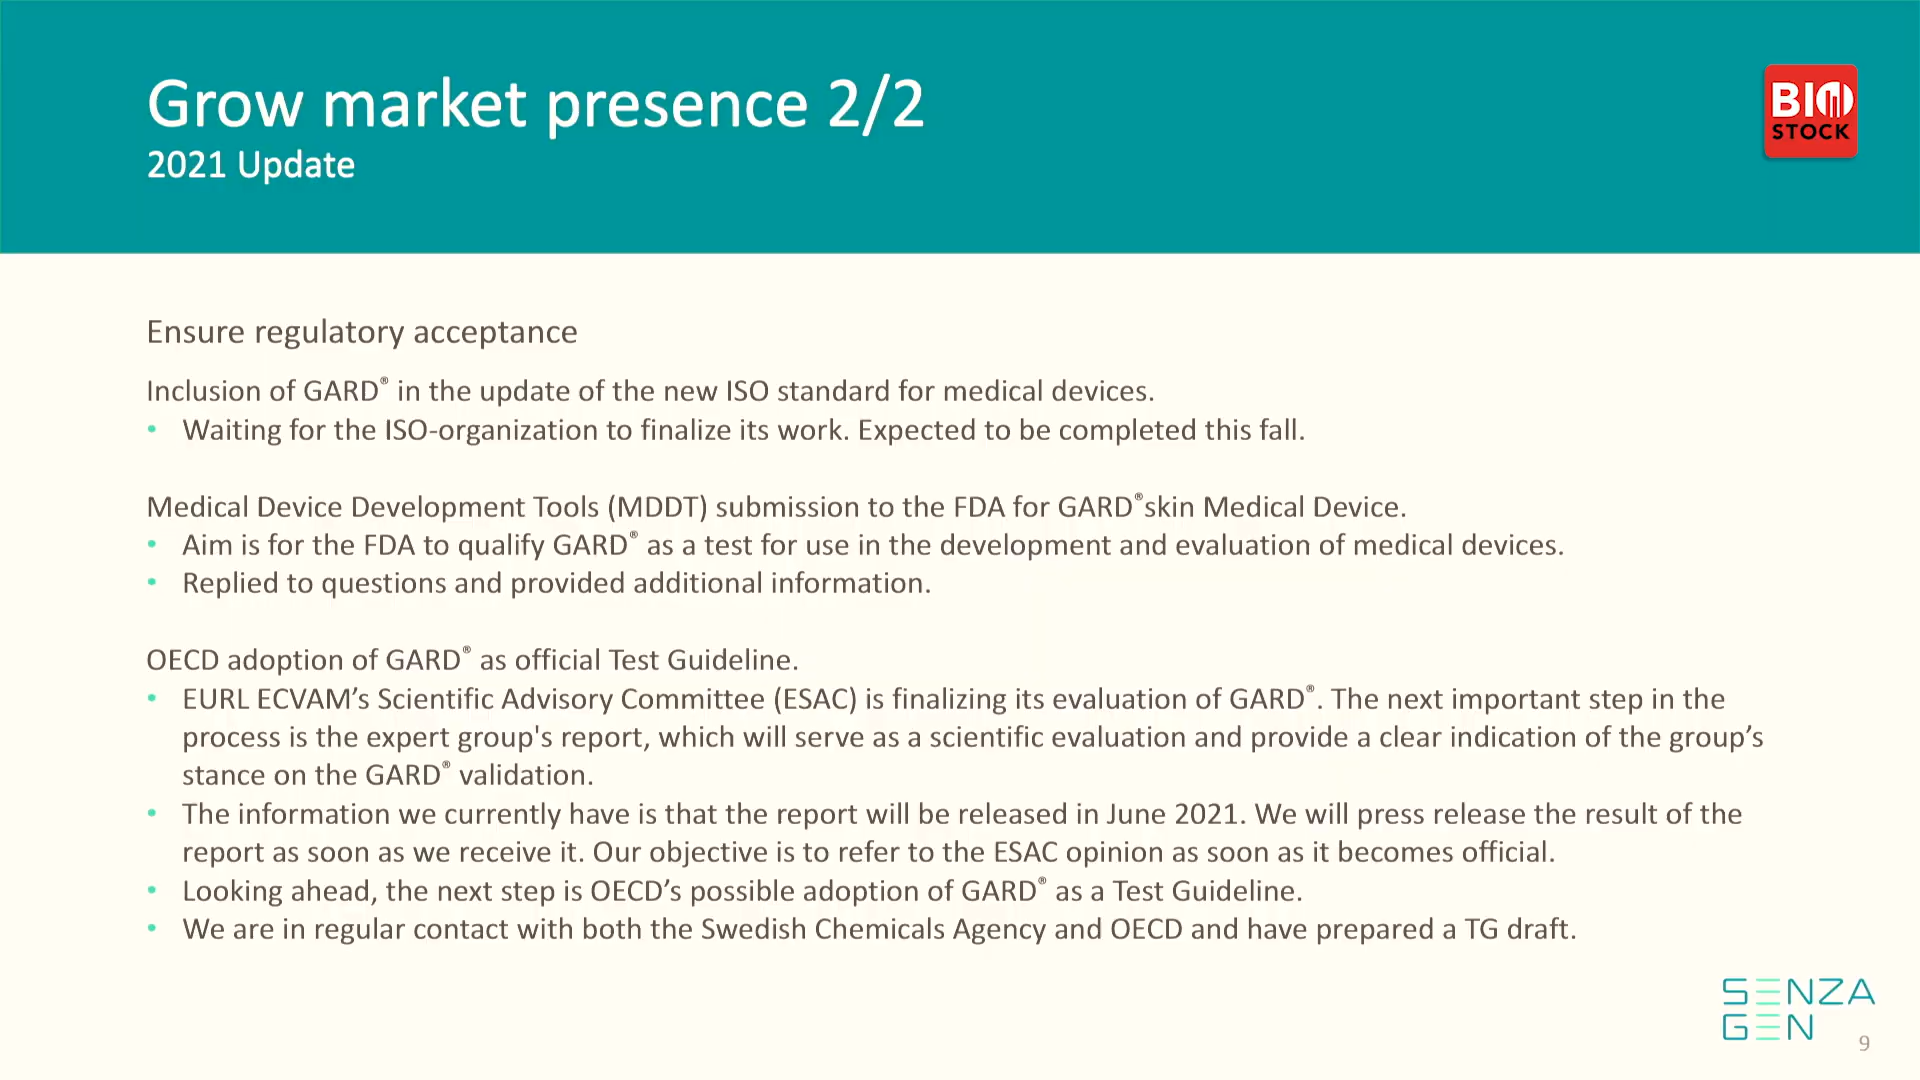 Grow market presence 2/2
2021 Update
BIO
STOCK
Ensure regulatory acceptance
Inclusion of GARD® in the update of the new ISO standard for medical devices.
• Waiting for the ISO-organization to finalize its work. Expected to be completed this fall.
Medical Device Development Tools (MDDT) submission to the FDA for GARD®skin Medical Device.
• Aim is for the FDA to qualify GARD® as a test for use in the development and evaluation of medical devices.
• Replied to questions and provided additional information.
OECD adoption of GARD® as official Test Guideline.
• EURL ECVAM’s Scientific Advisory Committee (ESAC) is finalizing its evaluation of GARD®. The next important step in the
process is the expert group's report, which will serve as a scientific evaluation and provide a clear indication of the group’s
stance on the GARD® validation.
• The information we currently have is that the report will be released in June 2021. We will press release the result of the
report as soon as we receive it. Our objective is to refer to the ESAC opinion as soon as it becomes official.
• Looking ahead, the next step is OECD’s possible adoption of GARD® as a Test Guideline.
• We are in regular contact with both the Swedish Chemicals Agency and OECD and have prepared a TG draft.
SENZA
GEN
9